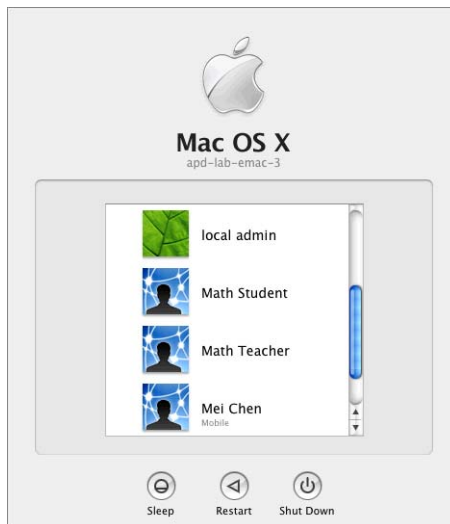 Mac OS X
apd-lab-emac-3
local admin
Math Student
Math Teacher
Mei Chen
Mobile
Sleep Restart Shut Down